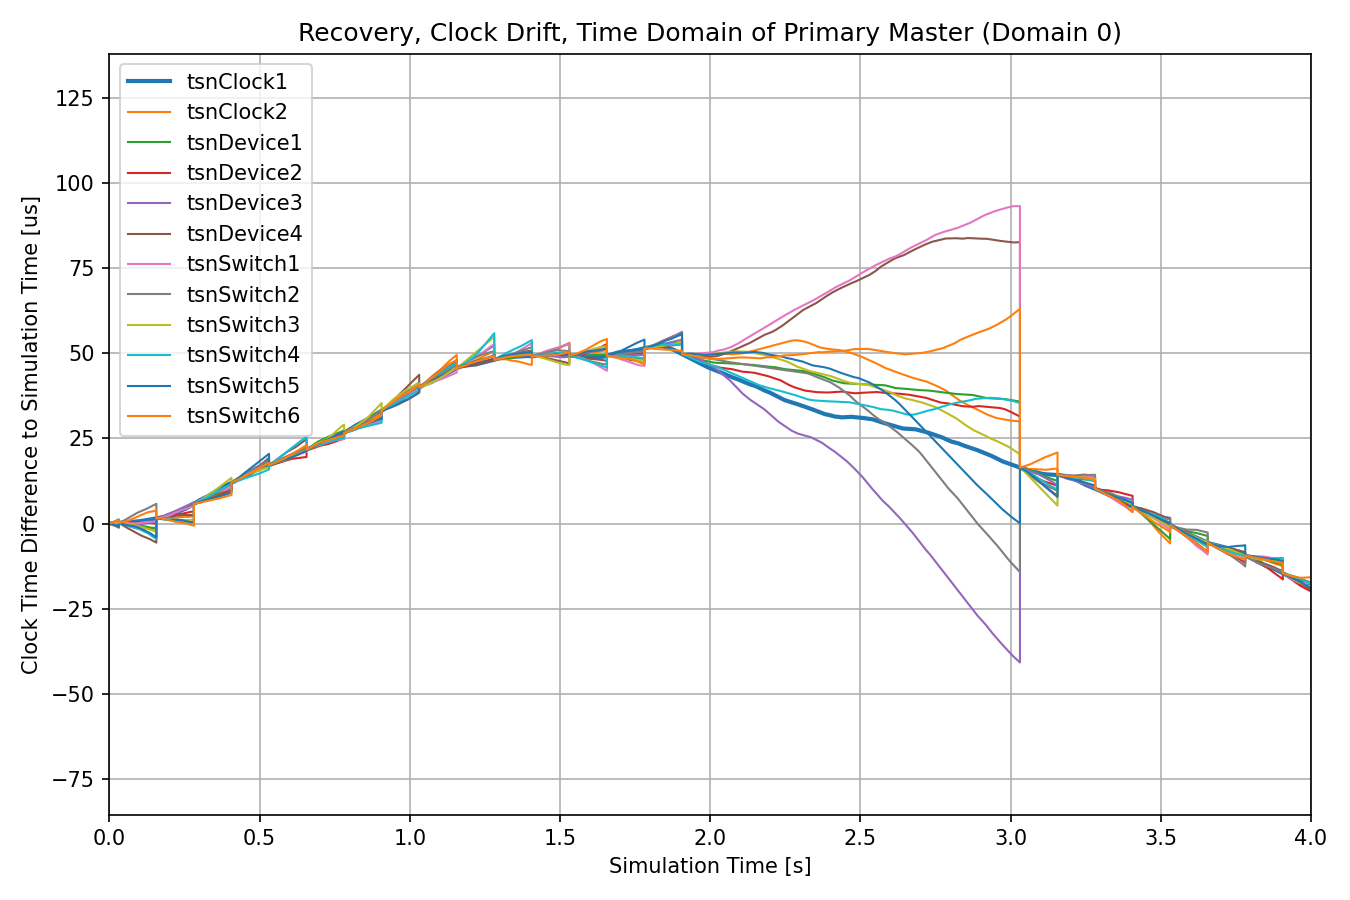 Recovery, Clock Drift, Time Domain of Primary Master (Domain 0)
tsnClock1
tsnClock2
tsnDevice1
tsnDevice2
tsnDevice3
tsnDevice4
tsnSwitch1
tsnSwitch2
tsnSwitch3
tsnSwitch4
tsnSwitch5
tsnSwitch6
Clock Time Difference to Simulation Time [us]
125
100
75
50
25
0
−25
−50
−75
0.0 0.5 1.0 1.5 2.0 2.5 3.0 3.5 4.0
Simulation Time [s]